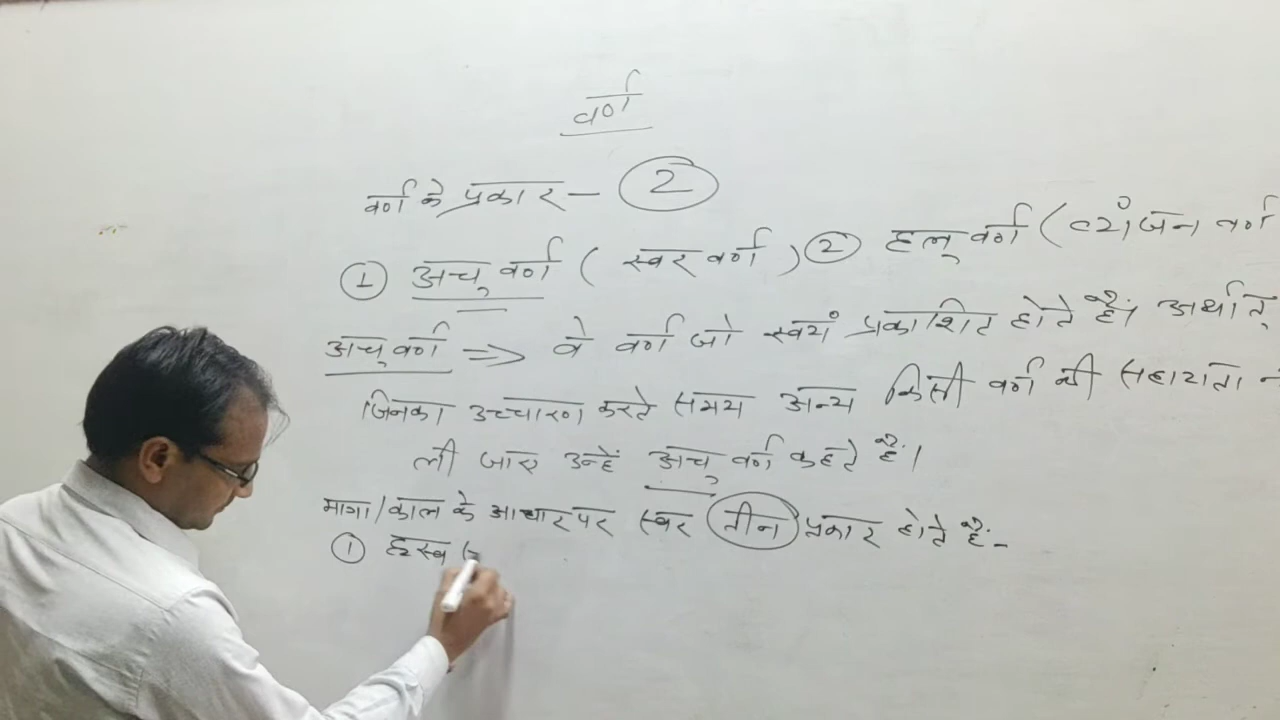 वर्ण
वर्ण के प्रकार — 2
① अच् वर्ण ( स्वर वर्ण ) ② हल् वर्ण ( व्यंजन वर्ण
अच् वर्ण => वे वर्ण जो स्वयं प्रकाशित होते हैं। अर्थात्
जिनका उच्चारण करते समय अन्य किसी वर्ण की सहायता न
ली जाए उन्हें अच् वर्ण कहते हैं।
मात्रा/काल के आधार पर स्वर तीन प्रकार होते हैं-
① ह्रस्व